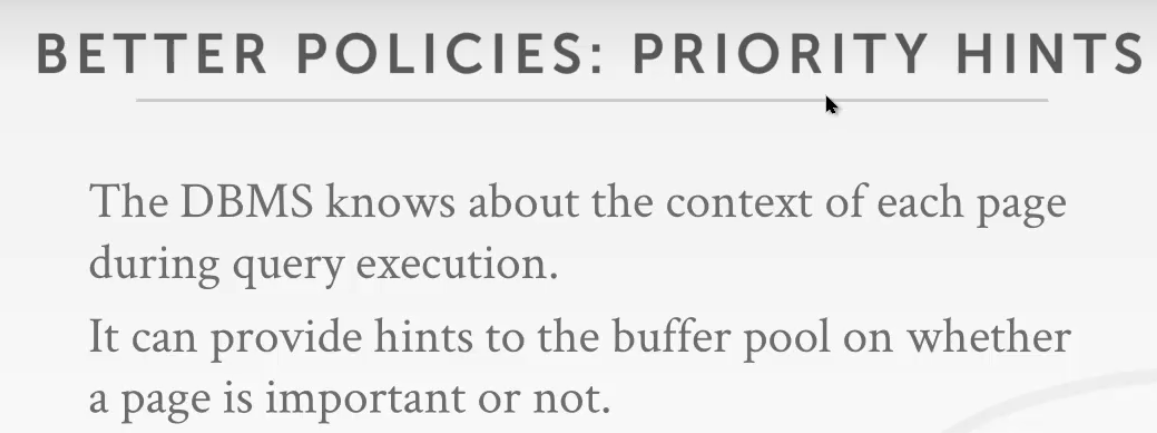 BETTER POLICIES: PRIORITY HINTS
The DBMS knows about the context of each page
during query execution.
It can provide hints to the buffer pool on whether
a page is important or not.